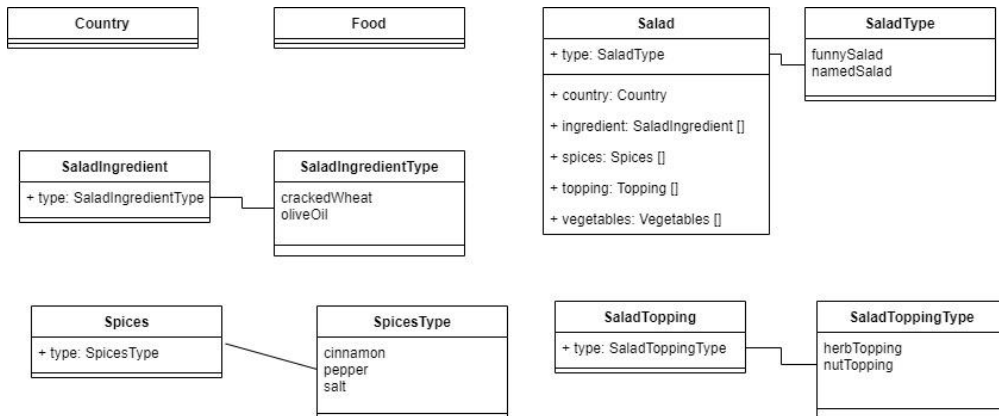 Country
Food
Salad
+ type: SaladType
+ country: Country
+ ingredient: SaladIngredient []
+ spices: Spices []
+ topping: Topping []
+ vegetables: Vegetables []
SaladType
funnySalad
namedSalad
SaladIngredient
+ type: SaladIngredientType
SaladIngredientType
crackedWheat
oliveOil
Spices
+ type: SpicesType
SpicesType
cinnamon
pepper
salt
SaladTopping
+ type: SaladToppingType
SaladToppingType
herbTopping
nutTopping